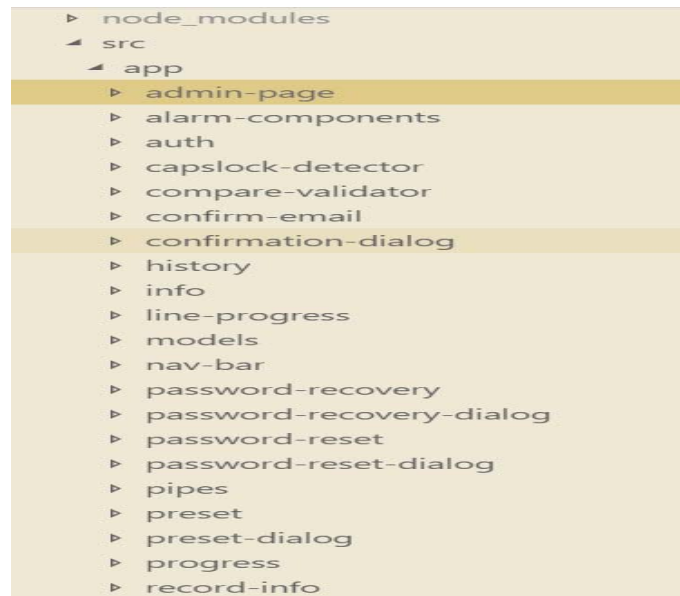 node_modules
src
app
admin-page
alarm-components
auth
capslock-detector
compare-validator
confirm-email
confirmation-dialog
history
info
line-progress
models
nav-bar
password-recovery
password-recovery-dialog
password-reset
password-reset-dialog
pipes
preset
preset-dialog
progress
record-info